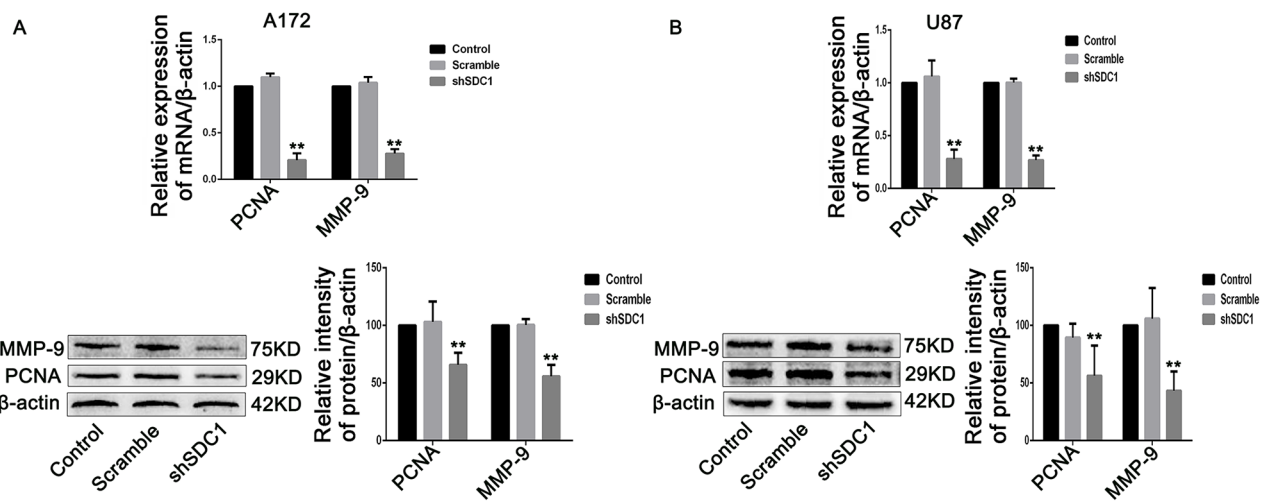 A
A172
Relative expression
of mRNA/β-actin
1.5
1.0
0.5
0.0
**
**
PCNA
MMP-9
Control
Scramble
shSDC1
MMP-9
75KD
PCNA
29KD
β-actin
42KD
Control
Scramble
shSDC1
Relative intensity
of protein/β-actin
150
100
50
0
**
**
PCNA
MMP-9
Control
Scramble
shSDC1
B
U87
Relative expression
of mRNA/β-actin
1.5
1.0
0.5
0.0
**
**
PCNA
MMP-9
Control
Scramble
shSDC1
MMP-9
75KD
PCNA
29KD
β-actin
42KD
Control
Scramble
shSDC1
Relative intensity
of protein/β-actin
150
100
50
0
**
**
PCNA
MMP-9
Control
Scramble
shSDC1